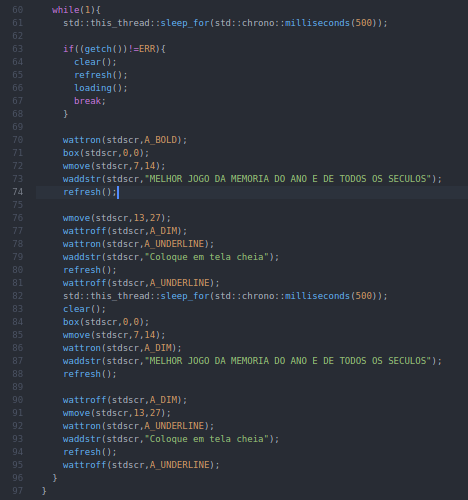 60 while(1){
61 std::this_thread::sleep_for(std::chrono::milliseconds(500));
62
63 if((getch())!=ERR){
64 clear();
65 refresh();
66 loading();
67 break;
68 }
69
70 wattron(stdscr,A_BOLD);
71 box(stdscr,0,0);
72 wmove(stdscr,7,14);
73 waddstr(stdscr,"MELHOR JOGO DA MEMORIA DO ANO E DE TODOS OS SECULOS");
74 refresh();
75
76 wmove(stdscr,13,27);
77 wattroff(stdscr,A_DIM);
78 wattron(stdscr,A_UNDERLINE);
79 waddstr(stdscr,"Coloque em tela cheia");
80 refresh();
81 wattroff(stdscr,A_UNDERLINE);
82 std::this_thread::sleep_for(std::chrono::milliseconds(500));
83 clear();
84 box(stdscr,0,0);
85 wmove(stdscr,7,14);
86 wattron(stdscr,A_DIM);
87 waddstr(stdscr,"MELHOR JOGO DA MEMORIA DO ANO E DE TODOS OS SECULOS");
88 refresh();
89
90 wattroff(stdscr,A_DIM);
91 wmove(stdscr,13,27);
92 wattron(stdscr,A_UNDERLINE);
93 waddstr(stdscr,"Coloque em tela cheia");
94 refresh();
95 wattroff(stdscr,A_UNDERLINE);
96 }
97 }